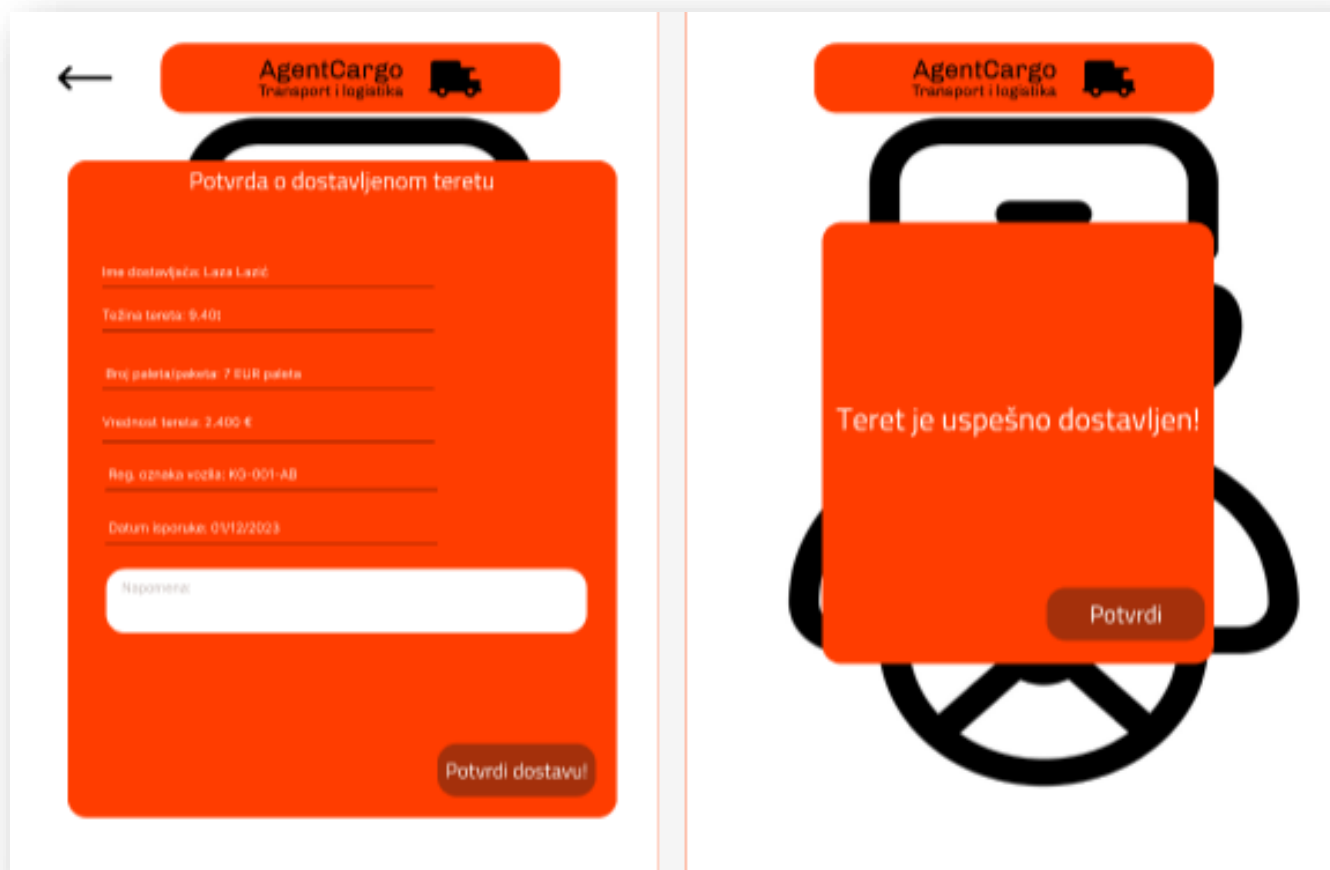 AgentCargo
Transport i logistika
Potvrda o dostavljenom teretu
Ime dostavljača: Laza Lazić
Težina tereta: 9.40t
Broj paleta/paketa: 7 EUR paleta
Vrednost tereta: 2.400 €
Reg. oznaka vozila: KG-001-AB
Datum isporuke: 01/12/2023
Napomena:
Potvrdi dostavu!
AgentCargo
Transport i logistika
Teret je uspešno dostavljen!
Potvrdi